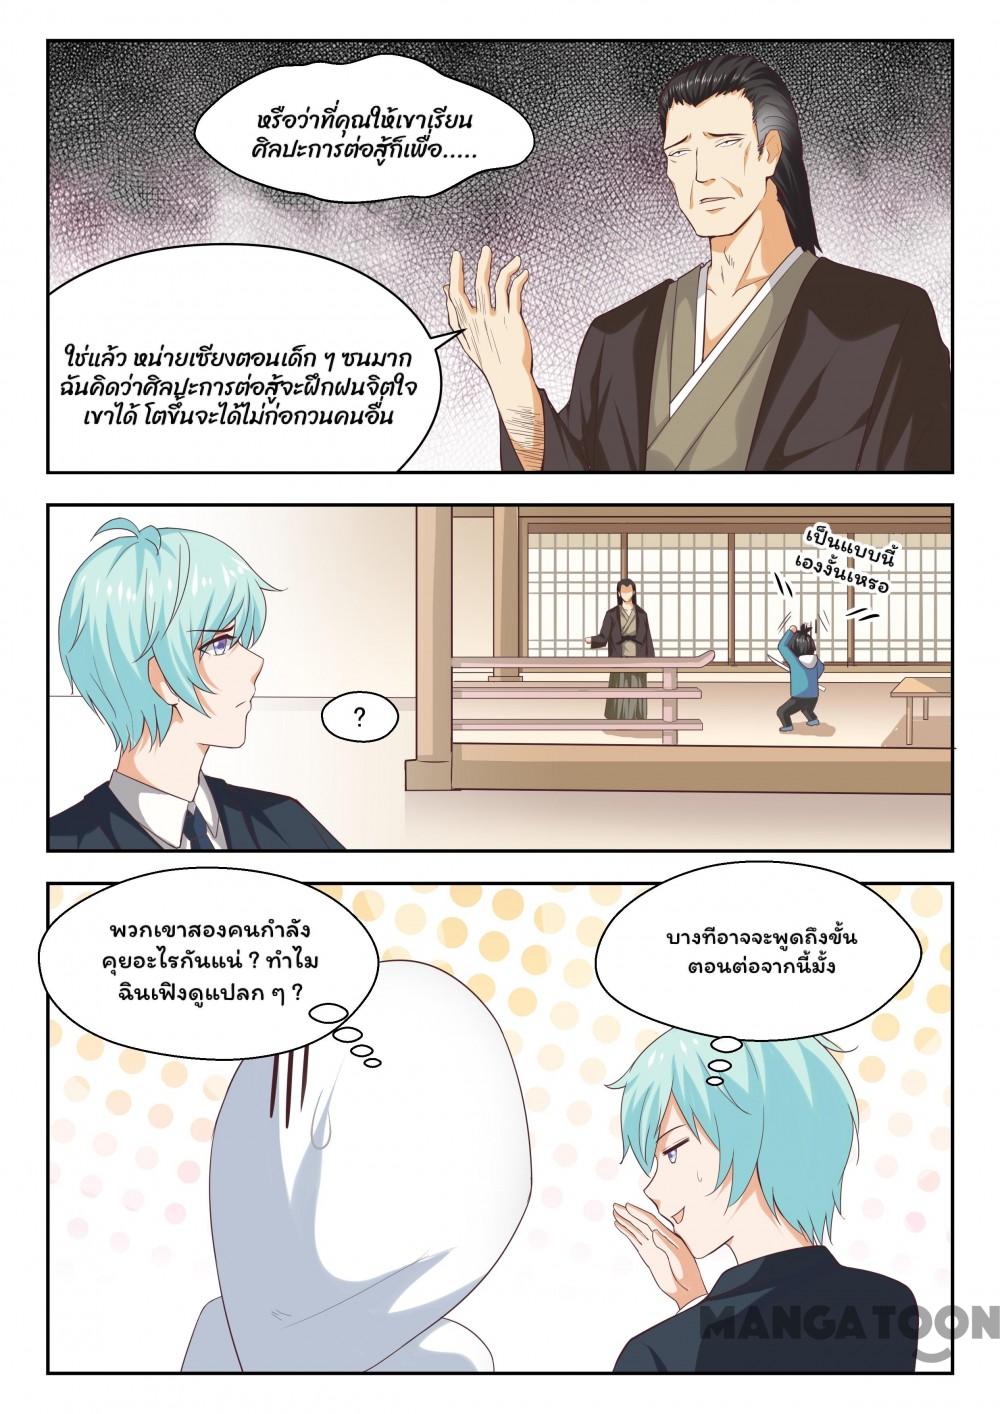 หรือว่าที่คุณให้เขาเรียน
ศิลปะการต่อสู้ก็เพื่อ.....
ใช่แล้ว หน่ายเซียงตอนเด็ก ๆ ซนมาก
ฉันคิดว่าศิลปะการต่อสู้จะฝึกฝนจิตใจ
เขาได้ โตขึ้นจะได้ไม่ก่อกวนคนอื่น
เป็นแบบนี้
เองงั้นเหรอ
?
พวกเขาสองคนกำลัง
คุยอะไรกันแน่ ? ทำไม
ฉินเฟิงดูแปลก ๆ ?
บางทีอาจจะพูดถึงขั้น
ตอนต่อจากนี้มั้ง
MANGATOON